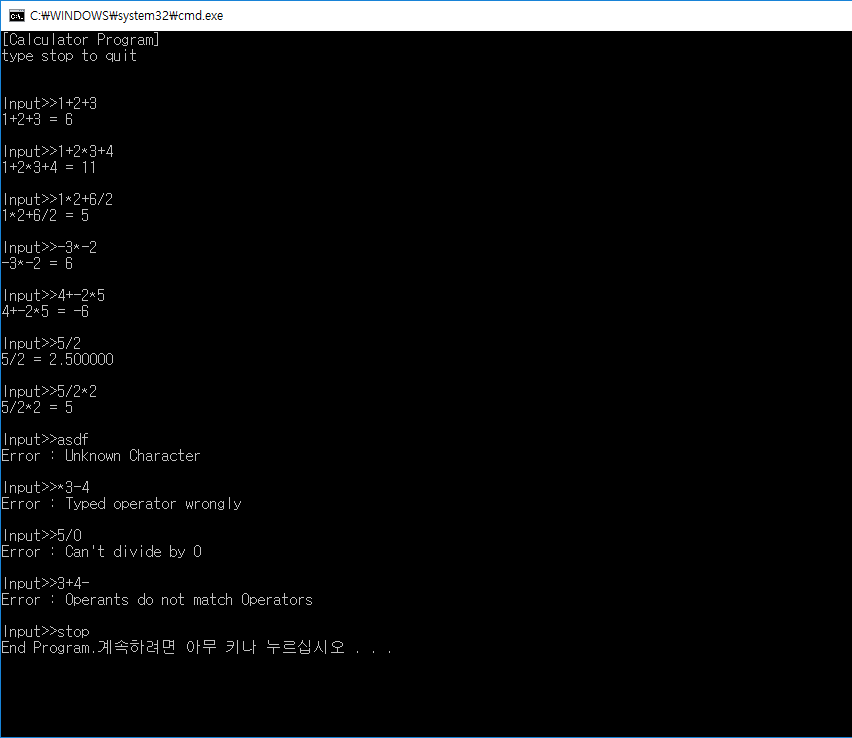 C:₩WINDOWS₩system32₩cmd.exe
[Calculator Program]
type stop to quit
Input>>1+2+3
1+2+3 = 6
Input>>1+2*3+4
1+2*3+4 = 11
Input>>1*2+6/2
1*2+6/2 = 5
Input>>-3*-2
-3*-2 = 6
Input>>4+-2*5
4+-2*5 = -6
Input>>5/2
5/2 = 2.500000
Input>>5/2*2
5/2*2 = 5
Input>>asdf
Error : Unknown Character
Input>>*3-4
Error : Typed operator wrongly
Input>>5/0
Error : Can't divide by 0
Input>>3+4-
Error : Operants do not match Operators
Input>>stop
End Program.계속하려면 아무 키나 누르십시오 . . .